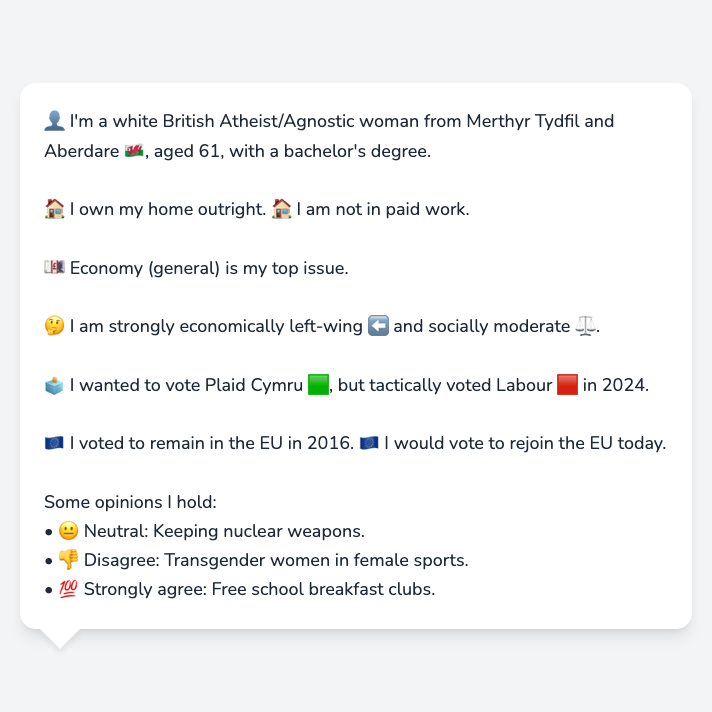 👤 I'm a white British Atheist/Agnostic woman from Merthyr Tydfil and
Aberdare 🏴󠁧󠁢󠁷󠁬󠁳󠁿, aged 61, with a bachelor's degree.
🏠 I own my home outright. 🏠 I am not in paid work.
💷 Economy (general) is my top issue.
🤔 I am strongly economically left-wing ⬅️ and socially moderate ⚖️.
🗳️ I wanted to vote Plaid Cymru 🟩, but tactically voted Labour 🟥 in 2024.
🇪🇺 I voted to remain in the EU in 2016. 🇪🇺 I would vote to rejoin the EU today.
Some opinions I hold:
• 😐 Neutral: Keeping nuclear weapons.
• 👎 Disagree: Transgender women in female sports.
• 💯 Strongly agree: Free school breakfast clubs.